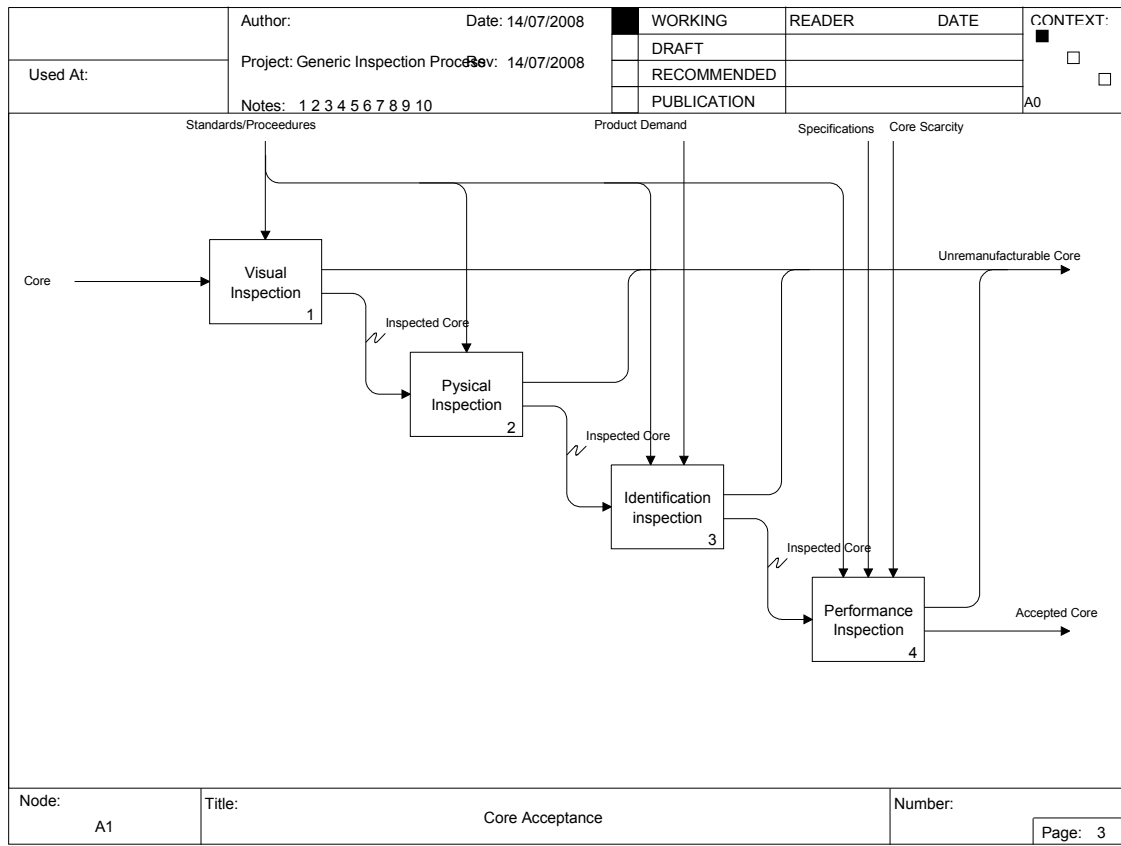 Used At:
Author:
Date: 14/07/2008
Project: Generic Inspection Process
Rev: 14/07/2008
Notes: 1 2 3 4 5 6 7 8 9 10
WORKING
DRAFT
RECOMMENDED
PUBLICATION
READER
DATE
CONTEXT:
A0
Standards/Proceedures
Product Demand
Specifications
Core Scarcity
Core
Visual
Inspection
1
Unremanufacturable Core
Inspected Core
Pysical
Inspection
2
Inspected Core
Identification
inspection
3
Inspected Core
Performance
Inspection
4
Accepted Core
Node:
A1
Title:
Core Acceptance
Number:
Page: 3